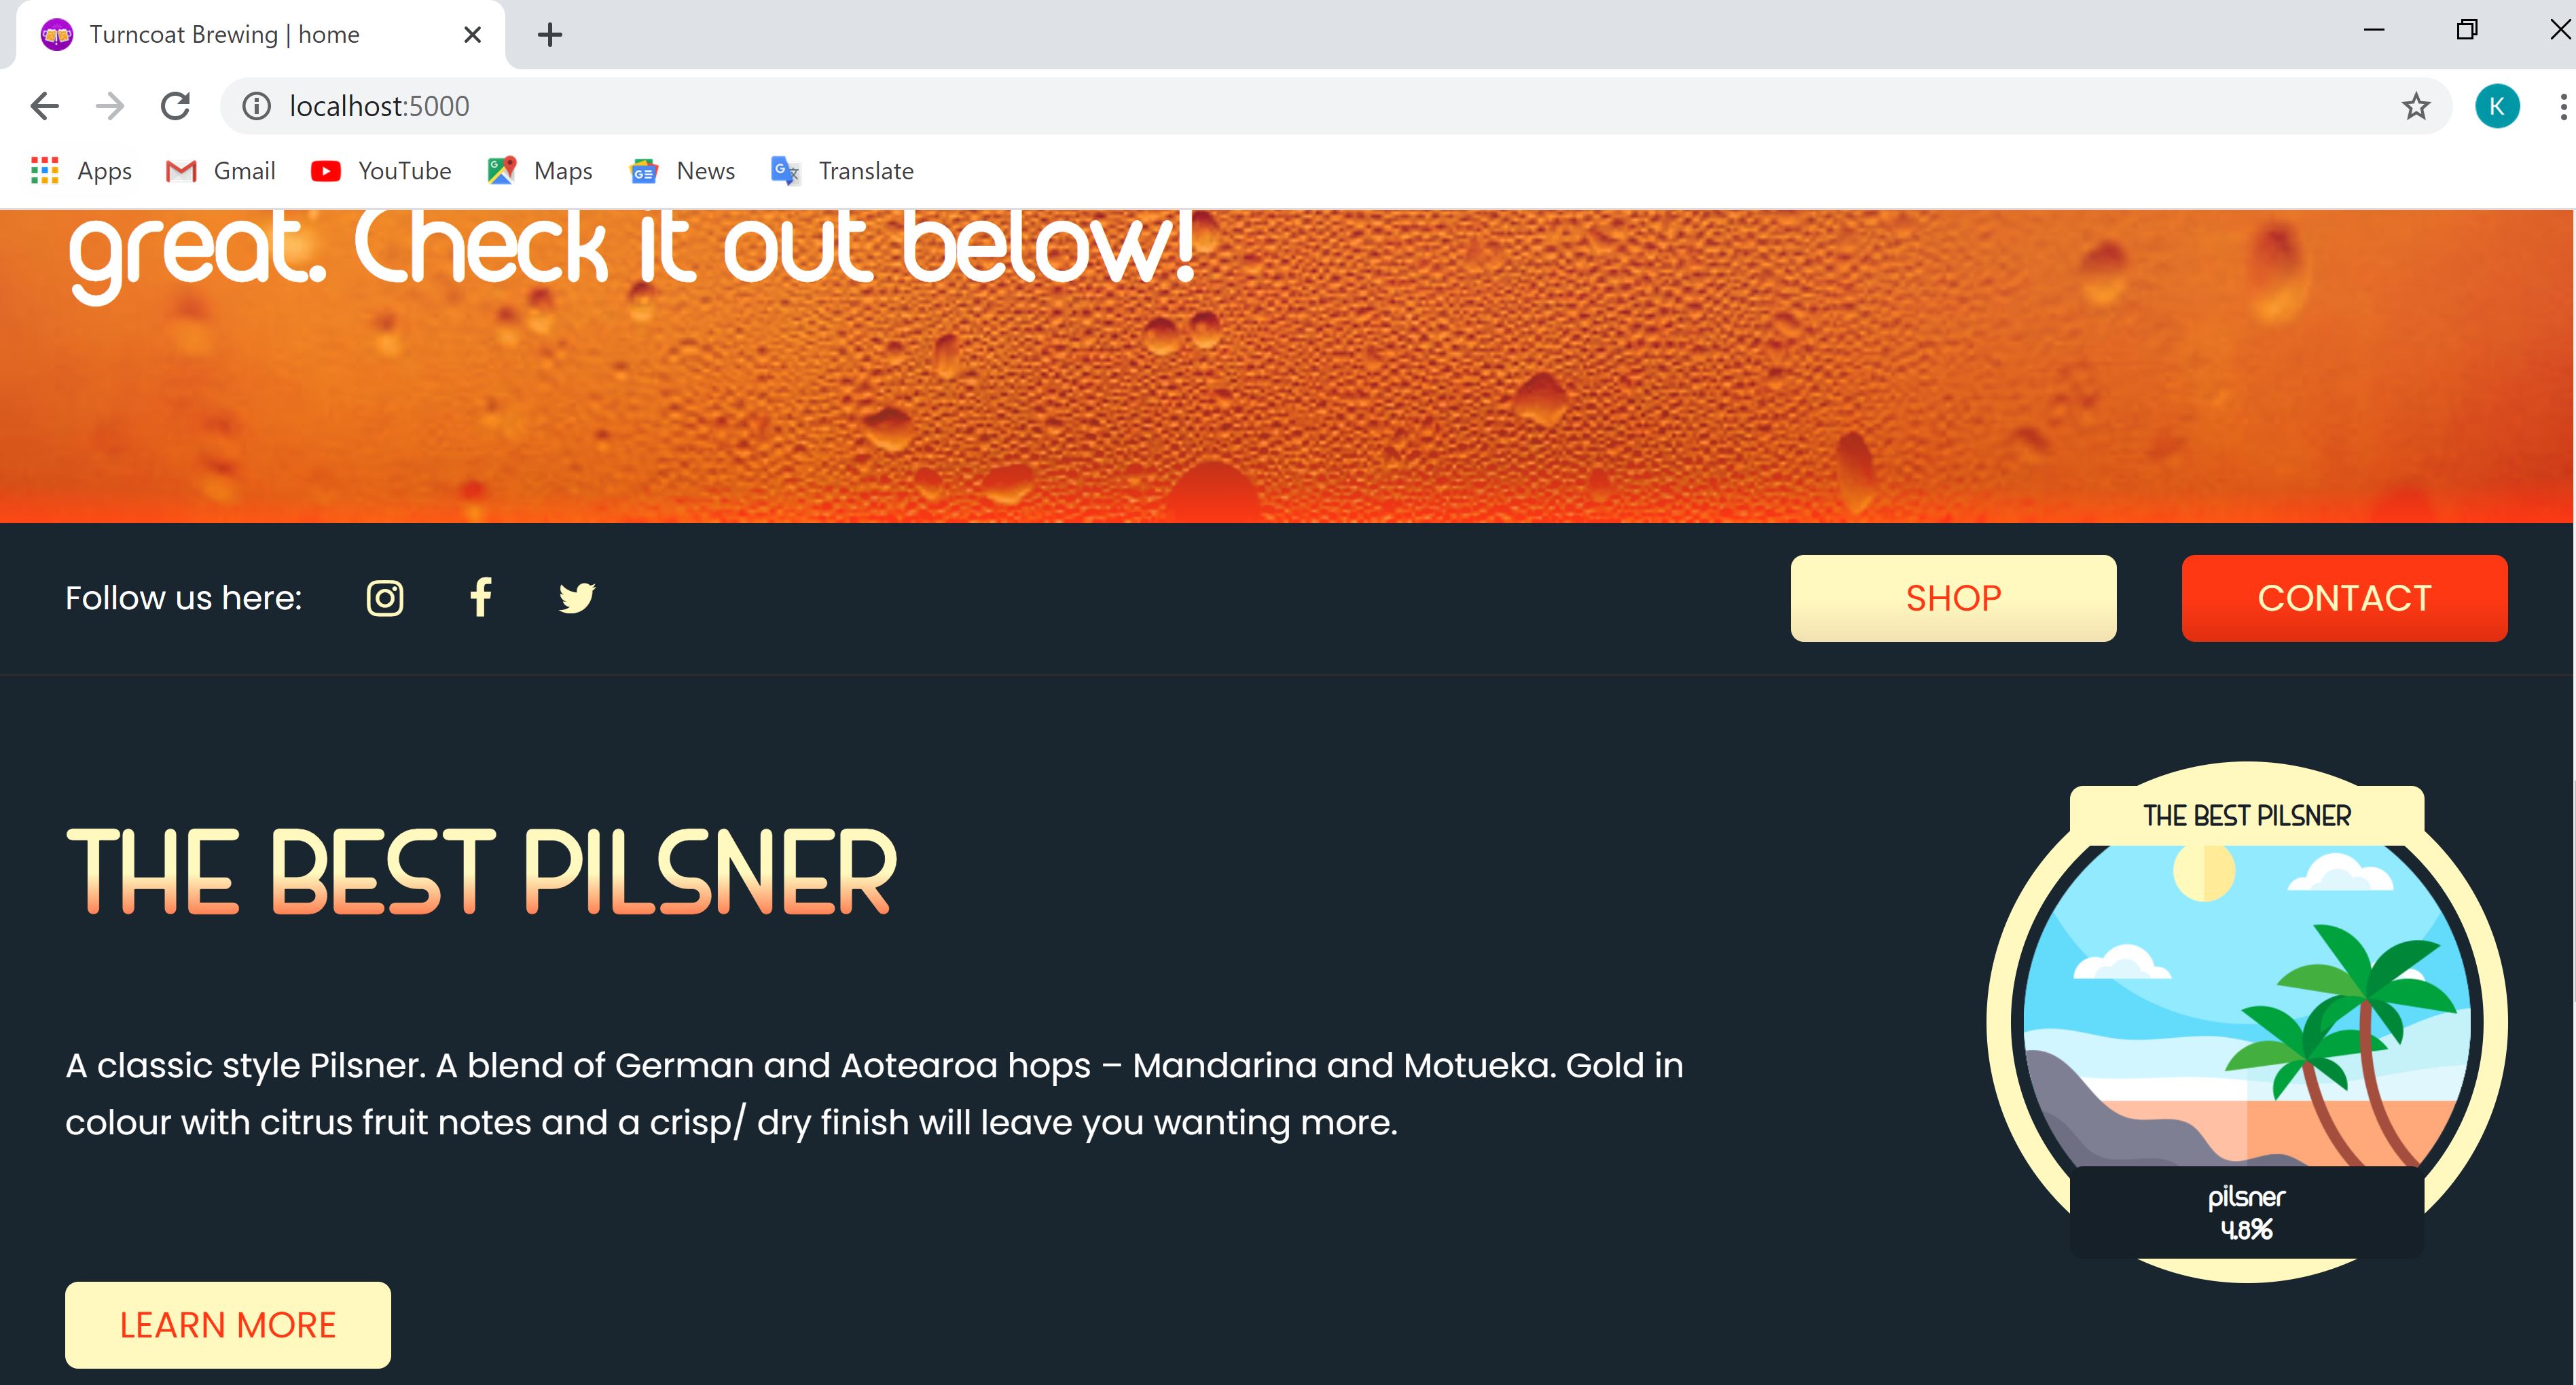 Turncoat Brewing | home
localhost:5000
K
Apps Gmail YouTube Maps News Translate
great. Check it out below!
Follow us here: SHOP CONTACT
THE BEST PILSNER
THE BEST PILSNER
A classic style Pilsner. A blend of German and Aotearoa hops – Mandarina and Motueka. Gold in
colour with citrus fruit notes and a crisp/ dry finish will leave you wanting more.
pilsner
4.8%
LEARN MORE